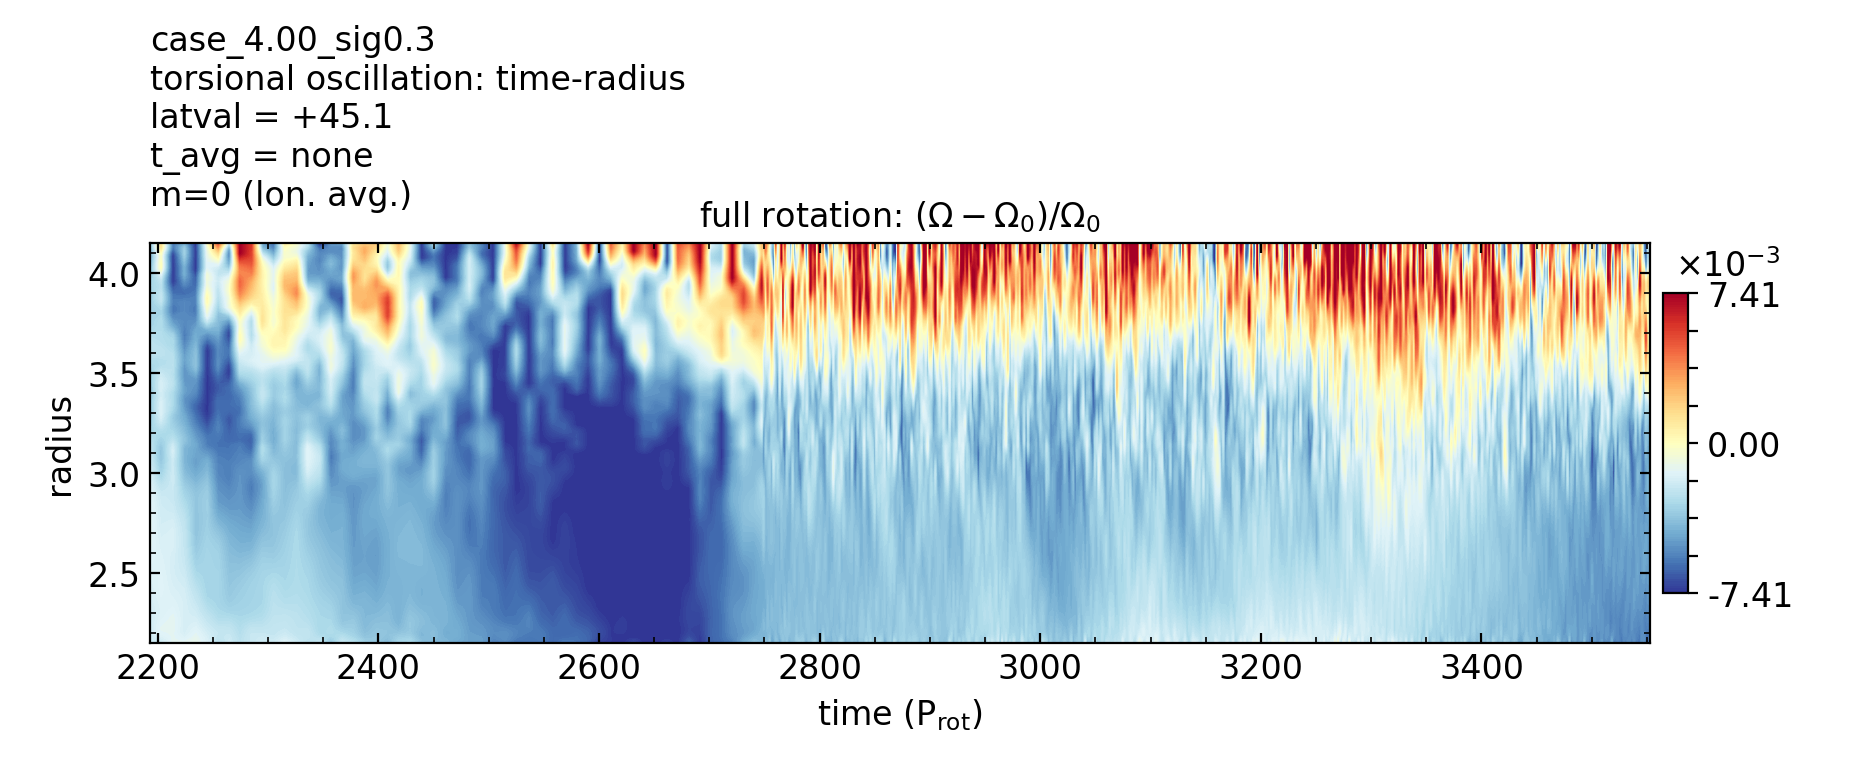 case_4.00_sig0.3
torsional oscillation: time-radius
latval = +45.1
t_avg = none
m=0 (lon. avg.)
full rotation: (Ω − Ω₀)/Ω₀
×10⁻³
7.41
0.00
-7.41
4.0
3.5
3.0
2.5
radius
2200 2400 2600 2800 3000 3200 3400
time (P_rot)